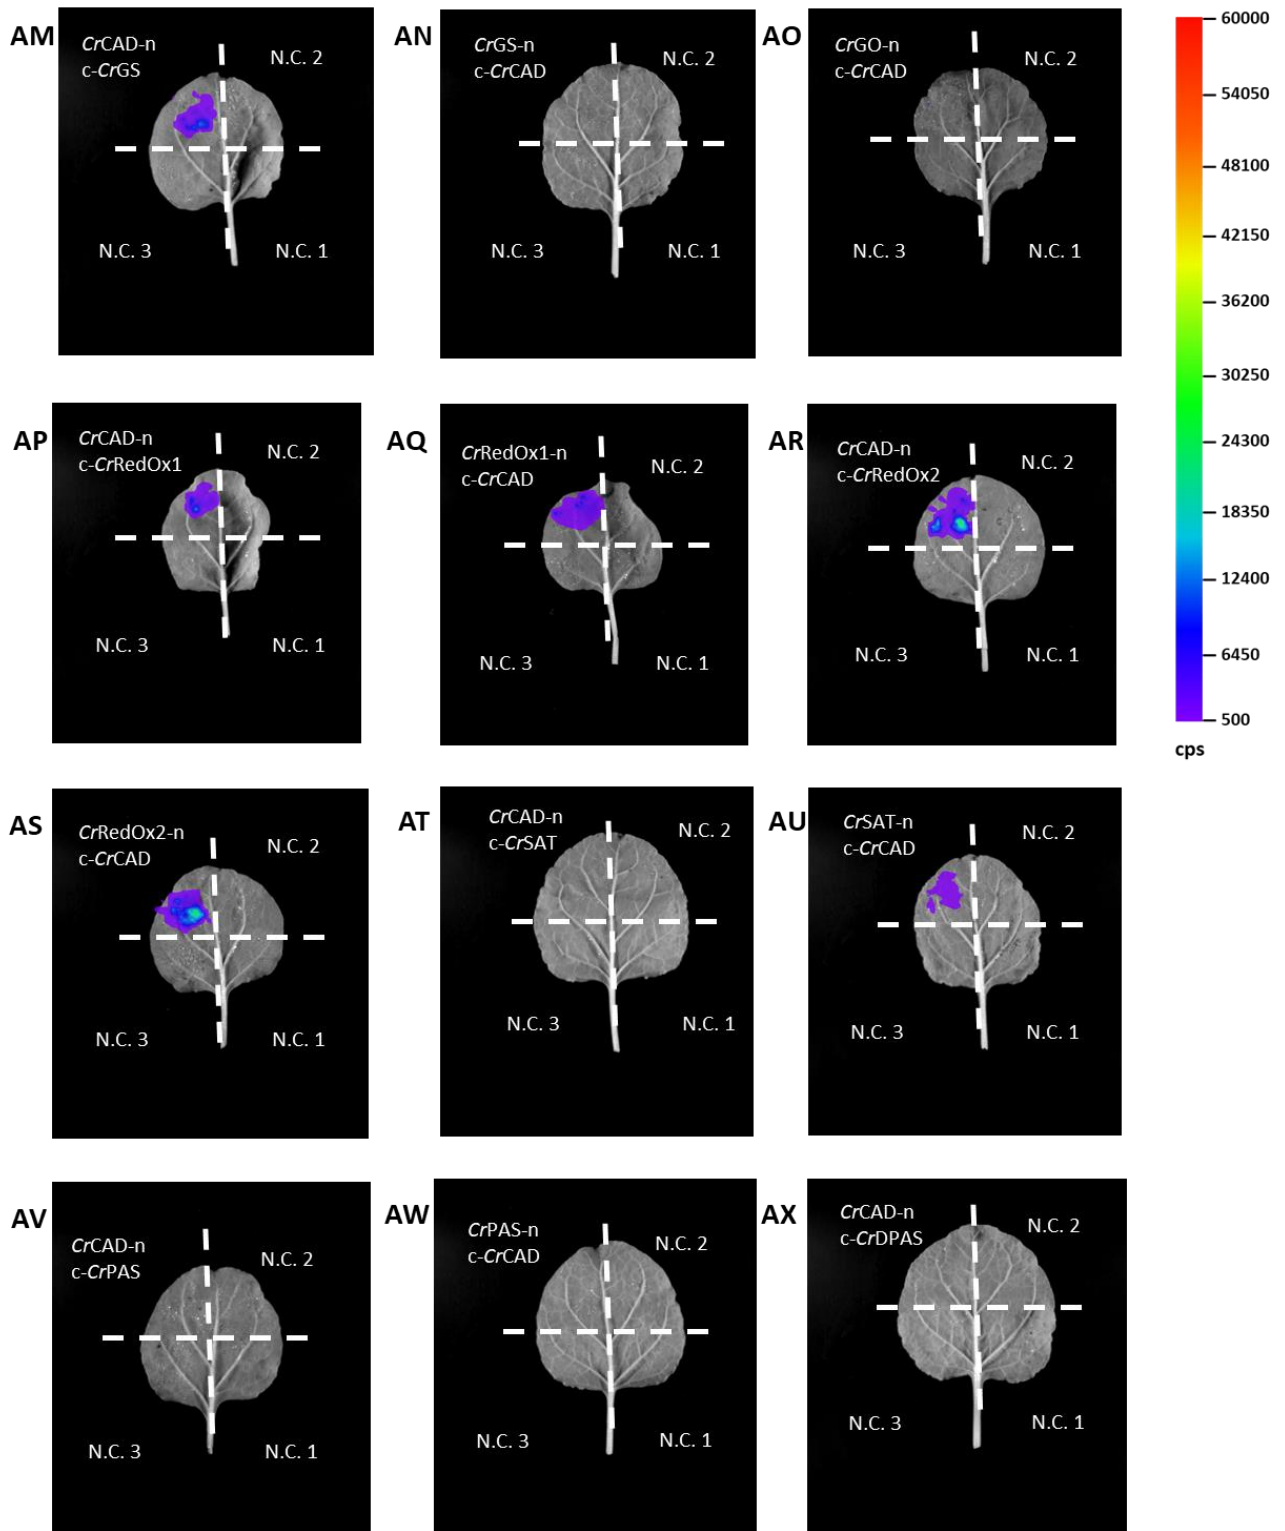 AM
CrCAD-n
c-CrGS
N.C. 2
N.C. 3
N.C. 1
AN
CrGS-n
c-CrCAD
N.C. 2
N.C. 3
N.C. 1
AO
CrGO-n
c-CrCAD
N.C. 2
N.C. 3
N.C. 1
60000
54050
48100
42150
36200
30250
24300
18350
12400
6450
500
cps
AP
CrCAD-n
c-CrRedOx1
N.C. 2
N.C. 3
N.C. 1
AQ
CrRedOx1-n
c-CrCAD
N.C. 2
N.C. 3
N.C. 1
AR
CrCAD-n
c-CrRedOx2
N.C. 2
N.C. 3
N.C. 1
AS
CrRedOx2-n
c-CrCAD
N.C. 2
N.C. 3
N.C. 1
AT
CrCAD-n
c-CrSAT
N.C. 2
N.C. 3
N.C. 1
AU
CrSAT-n
c-CrCAD
N.C. 2
N.C. 3
N.C. 1
AV
CrCAD-n
c-CrPAS
N.C. 2
N.C. 3
N.C. 1
AW
CrPAS-n
c-CrCAD
N.C. 2
N.C. 3
N.C. 1
AX
CrCAD-n
c-CrDPAS
N.C. 2
N.C. 3
N.C. 1